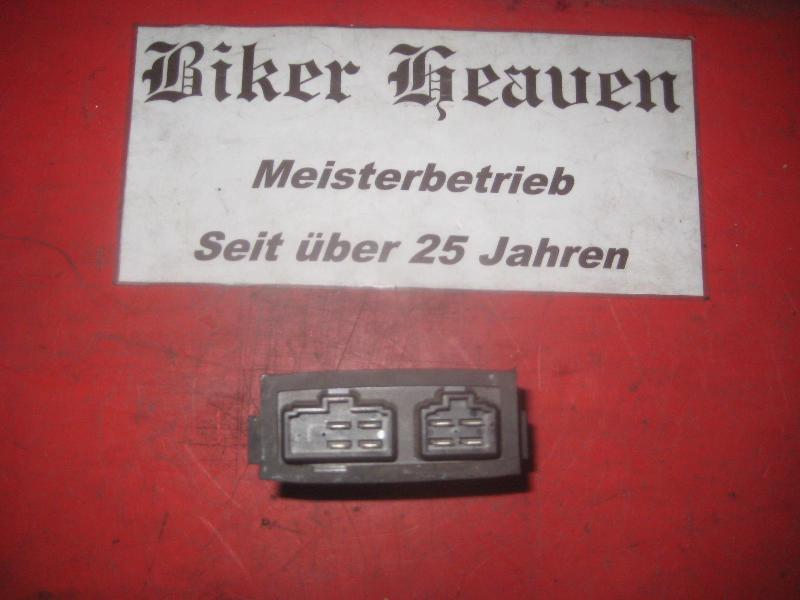 Biker Heaven
Meisterbetrieb
Seit über 25 Jahren